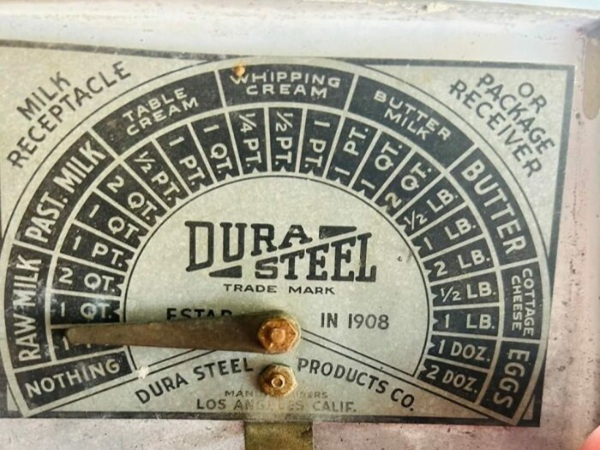 MILK
RECEPTACLE
OR
PACKAGE
RECEIVER
NOTHING
RAW MILK
1
1 QT.
2 QT.
PAST. MILK
1 PT.
1 QT.
2 QT.
TABLE
CREAM
½ PT.
1 PT.
1 QT.
WHIPPING
CREAM
¼ PT.
½ PT.
1 PT.
BUTTER
MILK
1 PT.
1 QT.
2 QT.
BUTTER
½ LB.
1 LB.
2 LB.
COTTAGE
CHEESE
½ LB.
1 LB.
EGGS
1 DOZ.
2 DOZ.
DURA
STEEL
TRADE MARK
ESTAB IN 1908
DURA STEEL PRODUCTS CO.
MANUFACTURERS
LOS ANGELES CALIF.